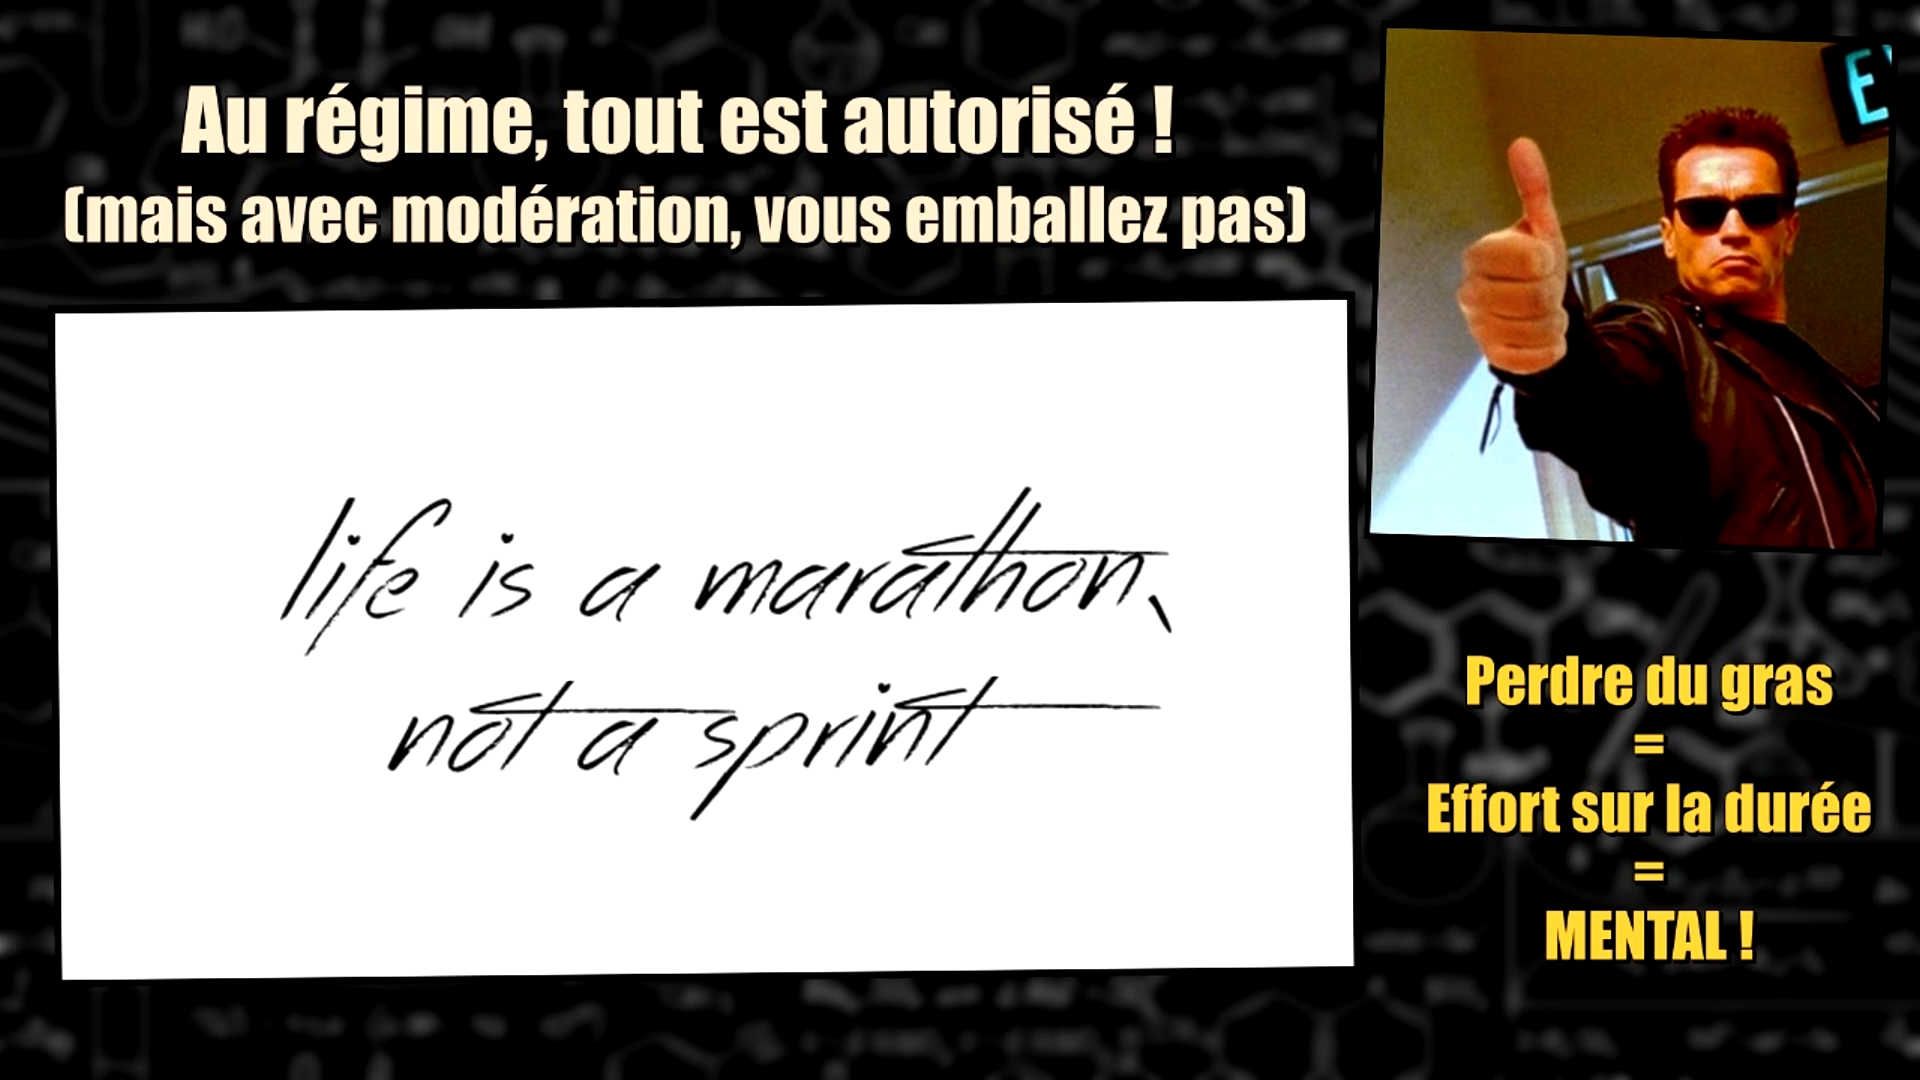 Au régime, tout est autorisé !
(mais avec modération, vous emballez pas)
life is a marathon,
not a sprint
Perdre du gras
=
Effort sur la durée
=
MENTAL !